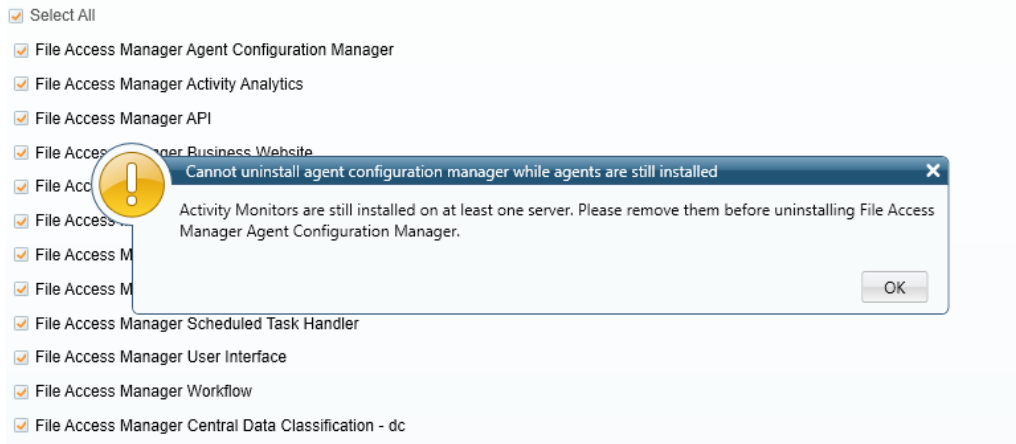 Select All
File Access Manager Agent Configuration Manager
File Access Manager Activity Analytics
File Access Manager API
File Access Manager Business Website
Cannot uninstall agent configuration manager while agents are still installed
File Acc
Activity Monitors are still installed on at least one server. Please remove them before uninstalling File Access
Manager Agent Configuration Manager.
File Access
File Access M
File Access M
OK
File Access Manager Scheduled Task Handler
File Access Manager User Interface
File Access Manager Workflow
File Access Manager Central Data Classification - dc